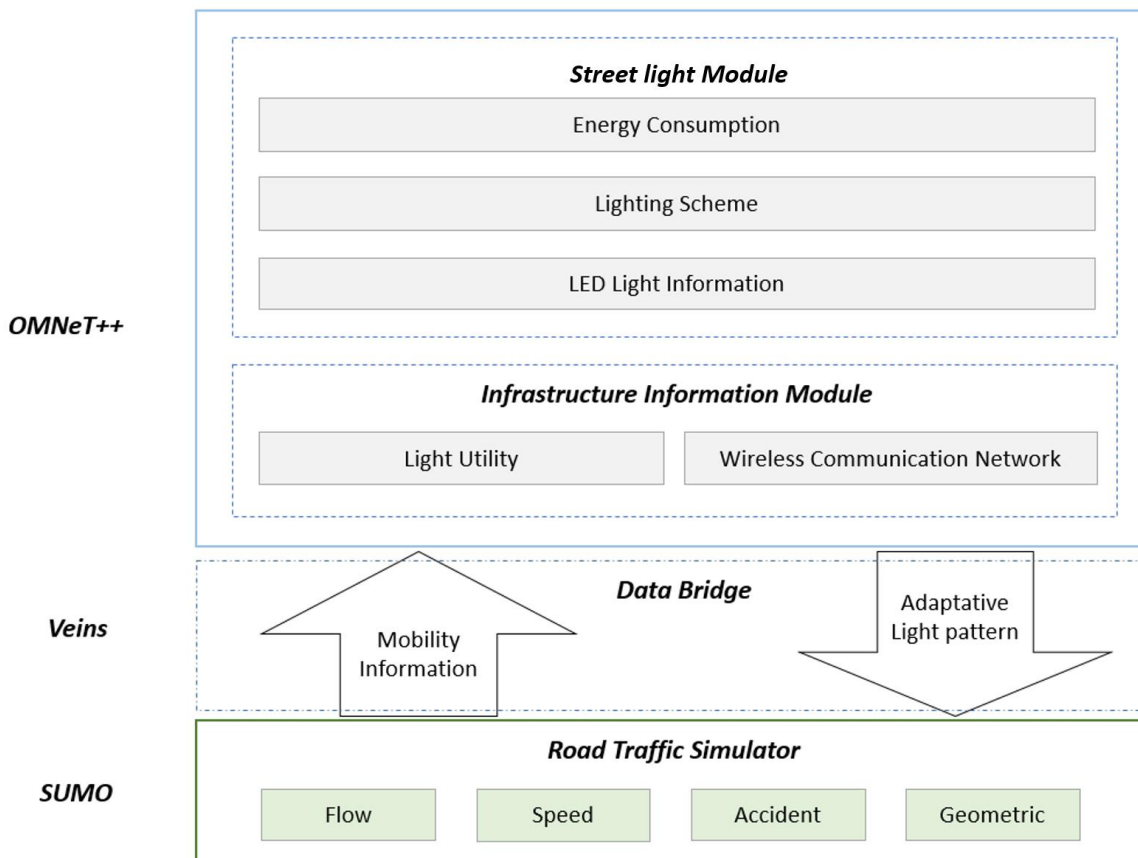 Street light Module
Energy Consumption
Lighting Scheme
LED Light Information
OMNeT++
Infrastructure Information Module
Light Utility
Wireless Communication Network
Data Bridge
Veins
Mobility
Information
Adaptative
Light pattern
Road Traffic Simulator
SUMO
Flow
Speed
Accident
Geometric